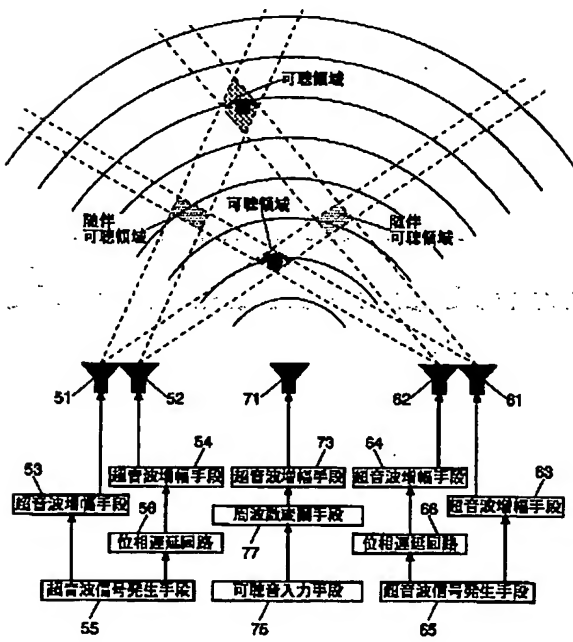 可聴領域
可聴領域
随伴
可聴領域
随伴
可聴領域
51
52
71
62
61
54
73
64
53
63
超音波増幅手段
超音波増幅手段
超音波増幅手段
超音波増幅手段
超音波増幅手段
56
66
周波数変調手段
77
位相遅延回路
位相遅延回路
超音波信号発生手段
可聴音入力手段
超音波信号発生手段
55
75
65